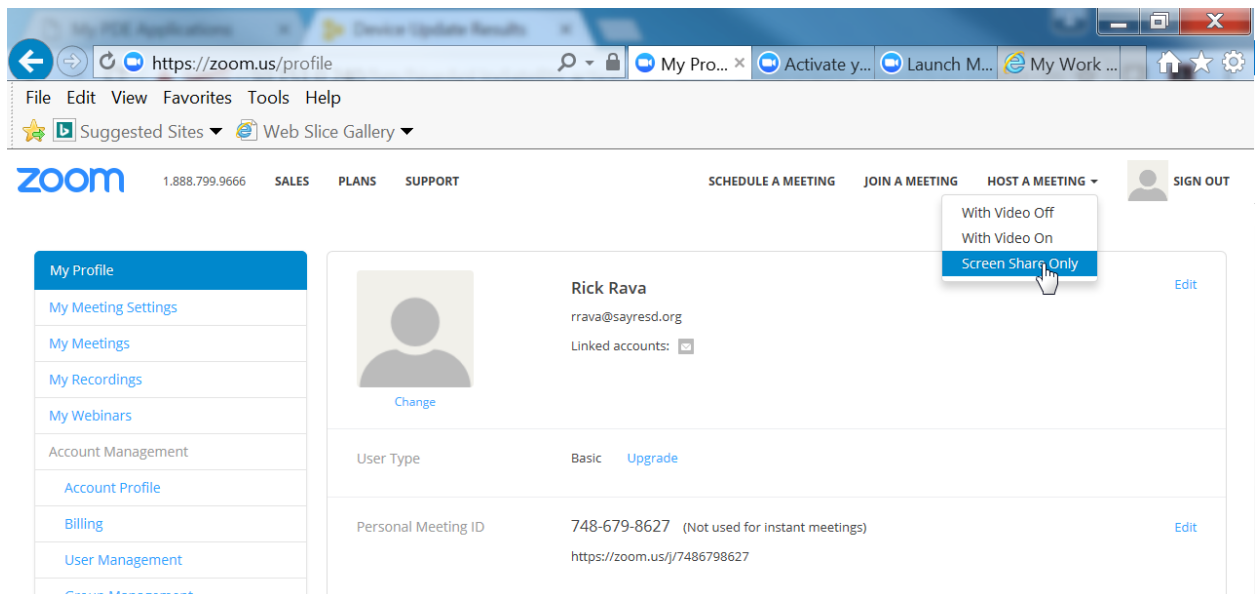 My PDE Applications
Device Update Results
https://zoom.us/profile
My Pro...
Activate y...
Launch M...
My Work ...
File Edit View Favorites Tools Help
Suggested Sites
Web Slice Gallery
zoom
1.888.799.9666
SALES
PLANS
SUPPORT
SCHEDULE A MEETING
JOIN A MEETING
HOST A MEETING
SIGN OUT
With Video Off
With Video On
Screen Share Only
My Profile
My Meeting Settings
My Meetings
My Recordings
My Webinars
Account Management
Account Profile
Billing
User Management
Change
Rick Rava
Edit
rrava@sayresd.org
Linked accounts:
User Type
Basic
Upgrade
Personal Meeting ID
748-679-8627 (Not used for instant meetings)
Edit
https://zoom.us/j/7486798627